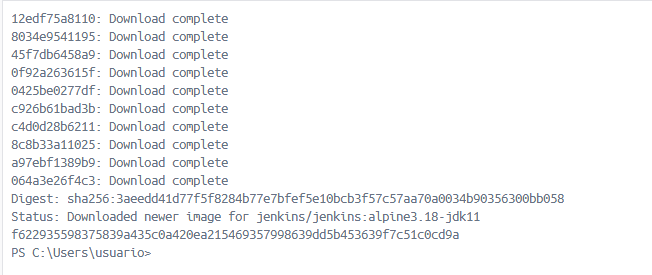 12edf75a8110: Download complete
8034e9541195: Download complete
45f7db6458a9: Download complete
0f92a263615f: Download complete
0425be0277df: Download complete
c926b61bad3b: Download complete
c4d0d28b6211: Download complete
8c8b33a11025: Download complete
a97ebf1389b9: Download complete
064a3e26f4c3: Download complete
Digest: sha256:3aeedd41d77f5f8284b77e7bfef5e10bcb3f57c57aa70a0034b90356300bb058
Status: Downloaded newer image for jenkins/jenkins:alpine3.18-jdk11
f622935598375839a435c0a420ea215469357998639dd5b453639f7c51c0cd9a
PS C:\Users\usuario>